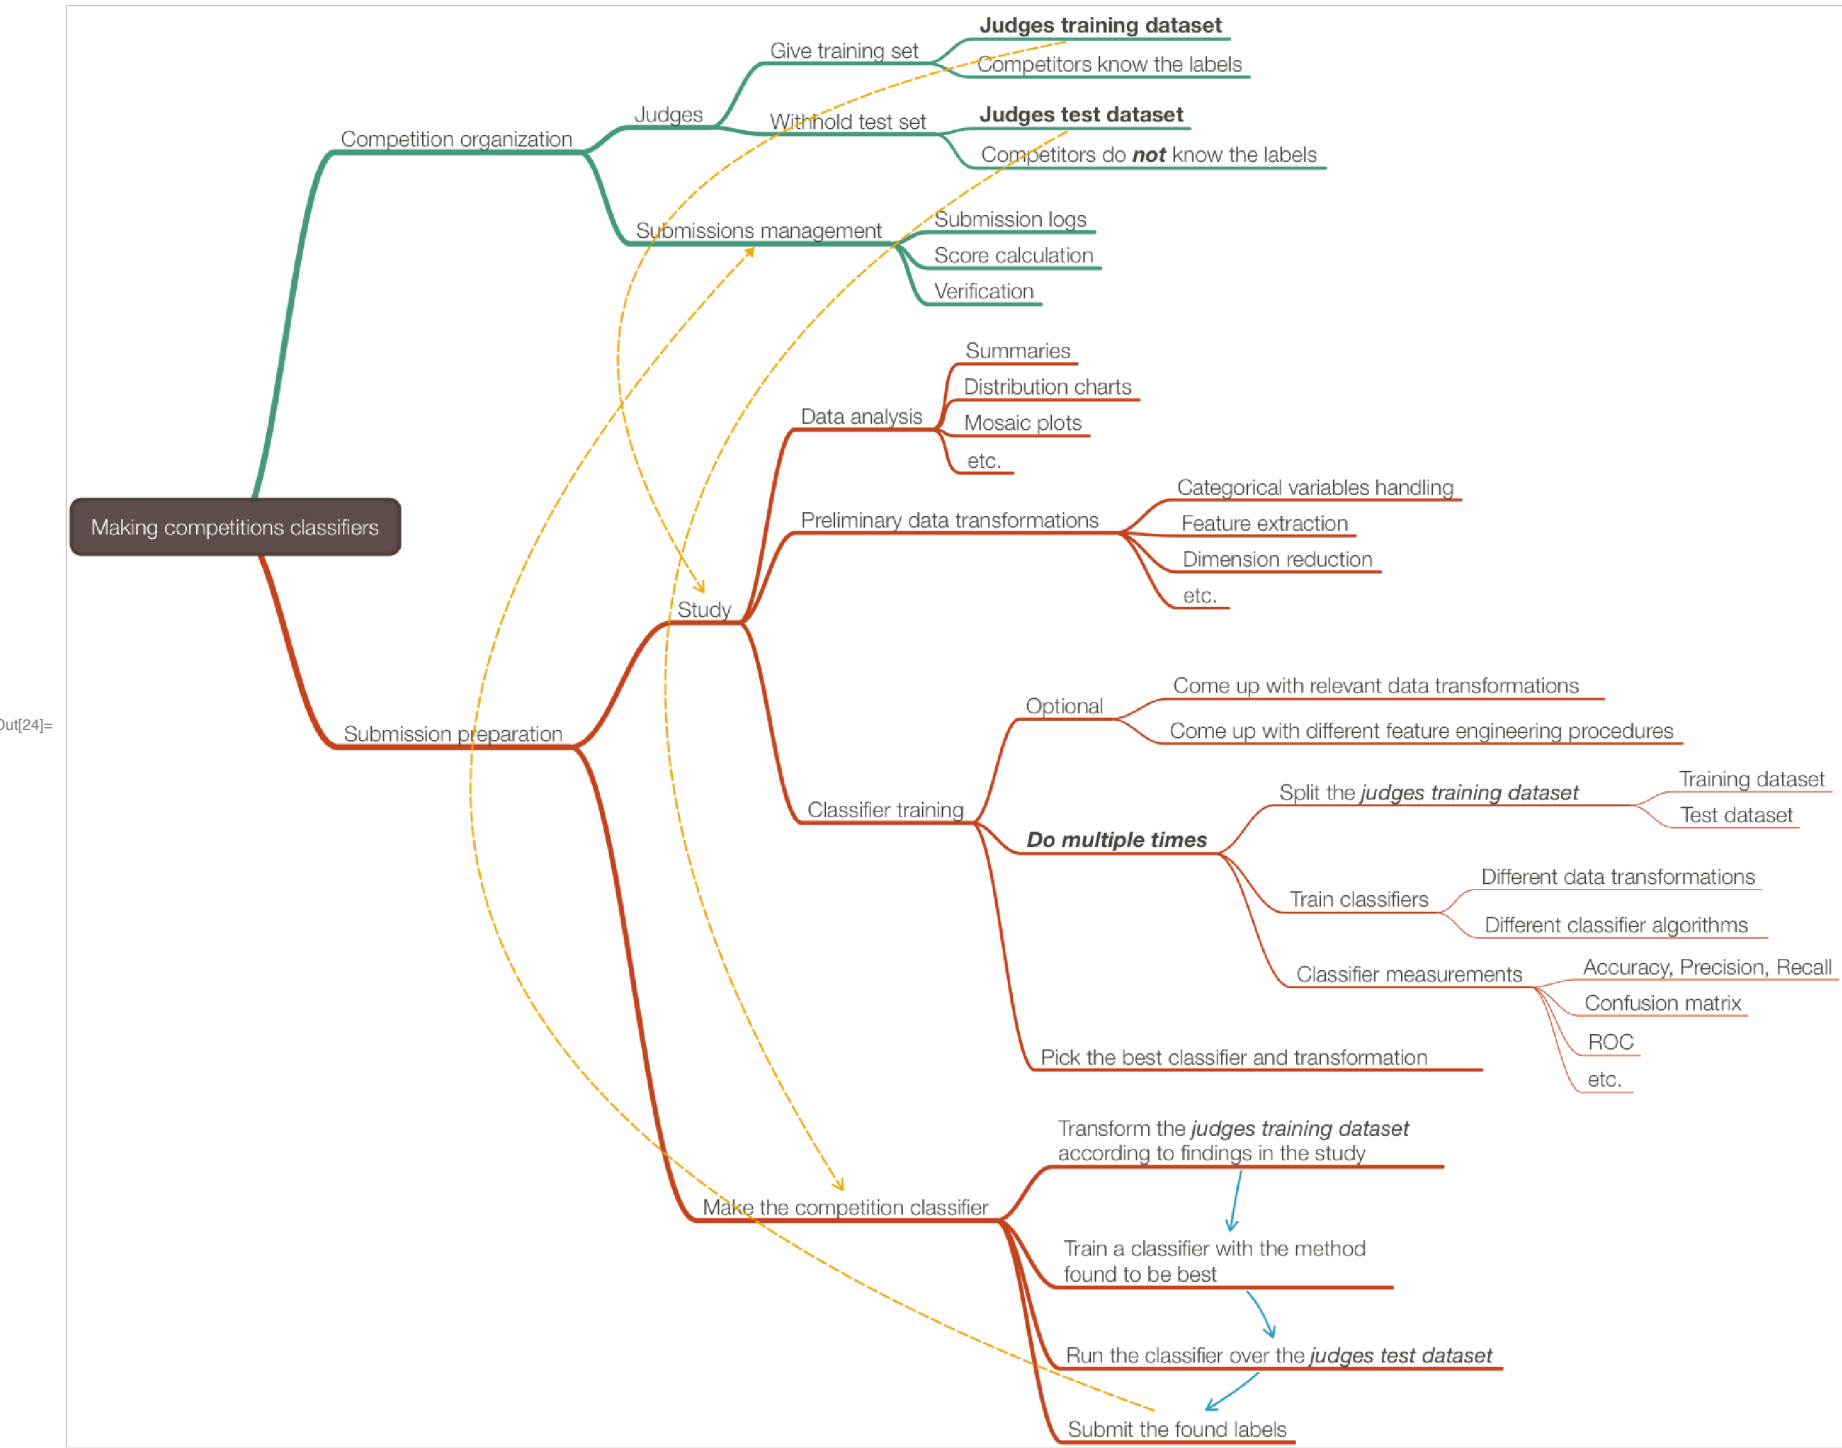 Judges training dataset
Give training set
Competitors know the labels
Judges
Judges test dataset
Withhold test set
Competition organization
Competitors do not know the labels
Submission logs
Submissions management
Score calculation
Verification
Summaries
Distribution charts
Data analysis
Mosaic plots
etc.
Categorical variables handling
Preliminary data transformations
Feature extraction
Making competitions classifiers
Dimension reduction
etc.
Study
Come up with relevant data transformations
Optional
Come up with different feature engineering procedures
Out[24]=
Submission preparation
Training dataset
Split the judges training dataset
Test dataset
Classifier training
Do multiple times
Different data transformations
Train classifiers
Different classifier algorithms
Accuracy, Precision, Recall
Classifier measurements
Confusion matrix
ROC
Pick the best classifier and transformation
etc.
Transform the judges training dataset
according to findings in the study
Make the competition classifier
Train a classifier with the method
found to be best
Run the classifier over the judges test dataset
Submit the found labels